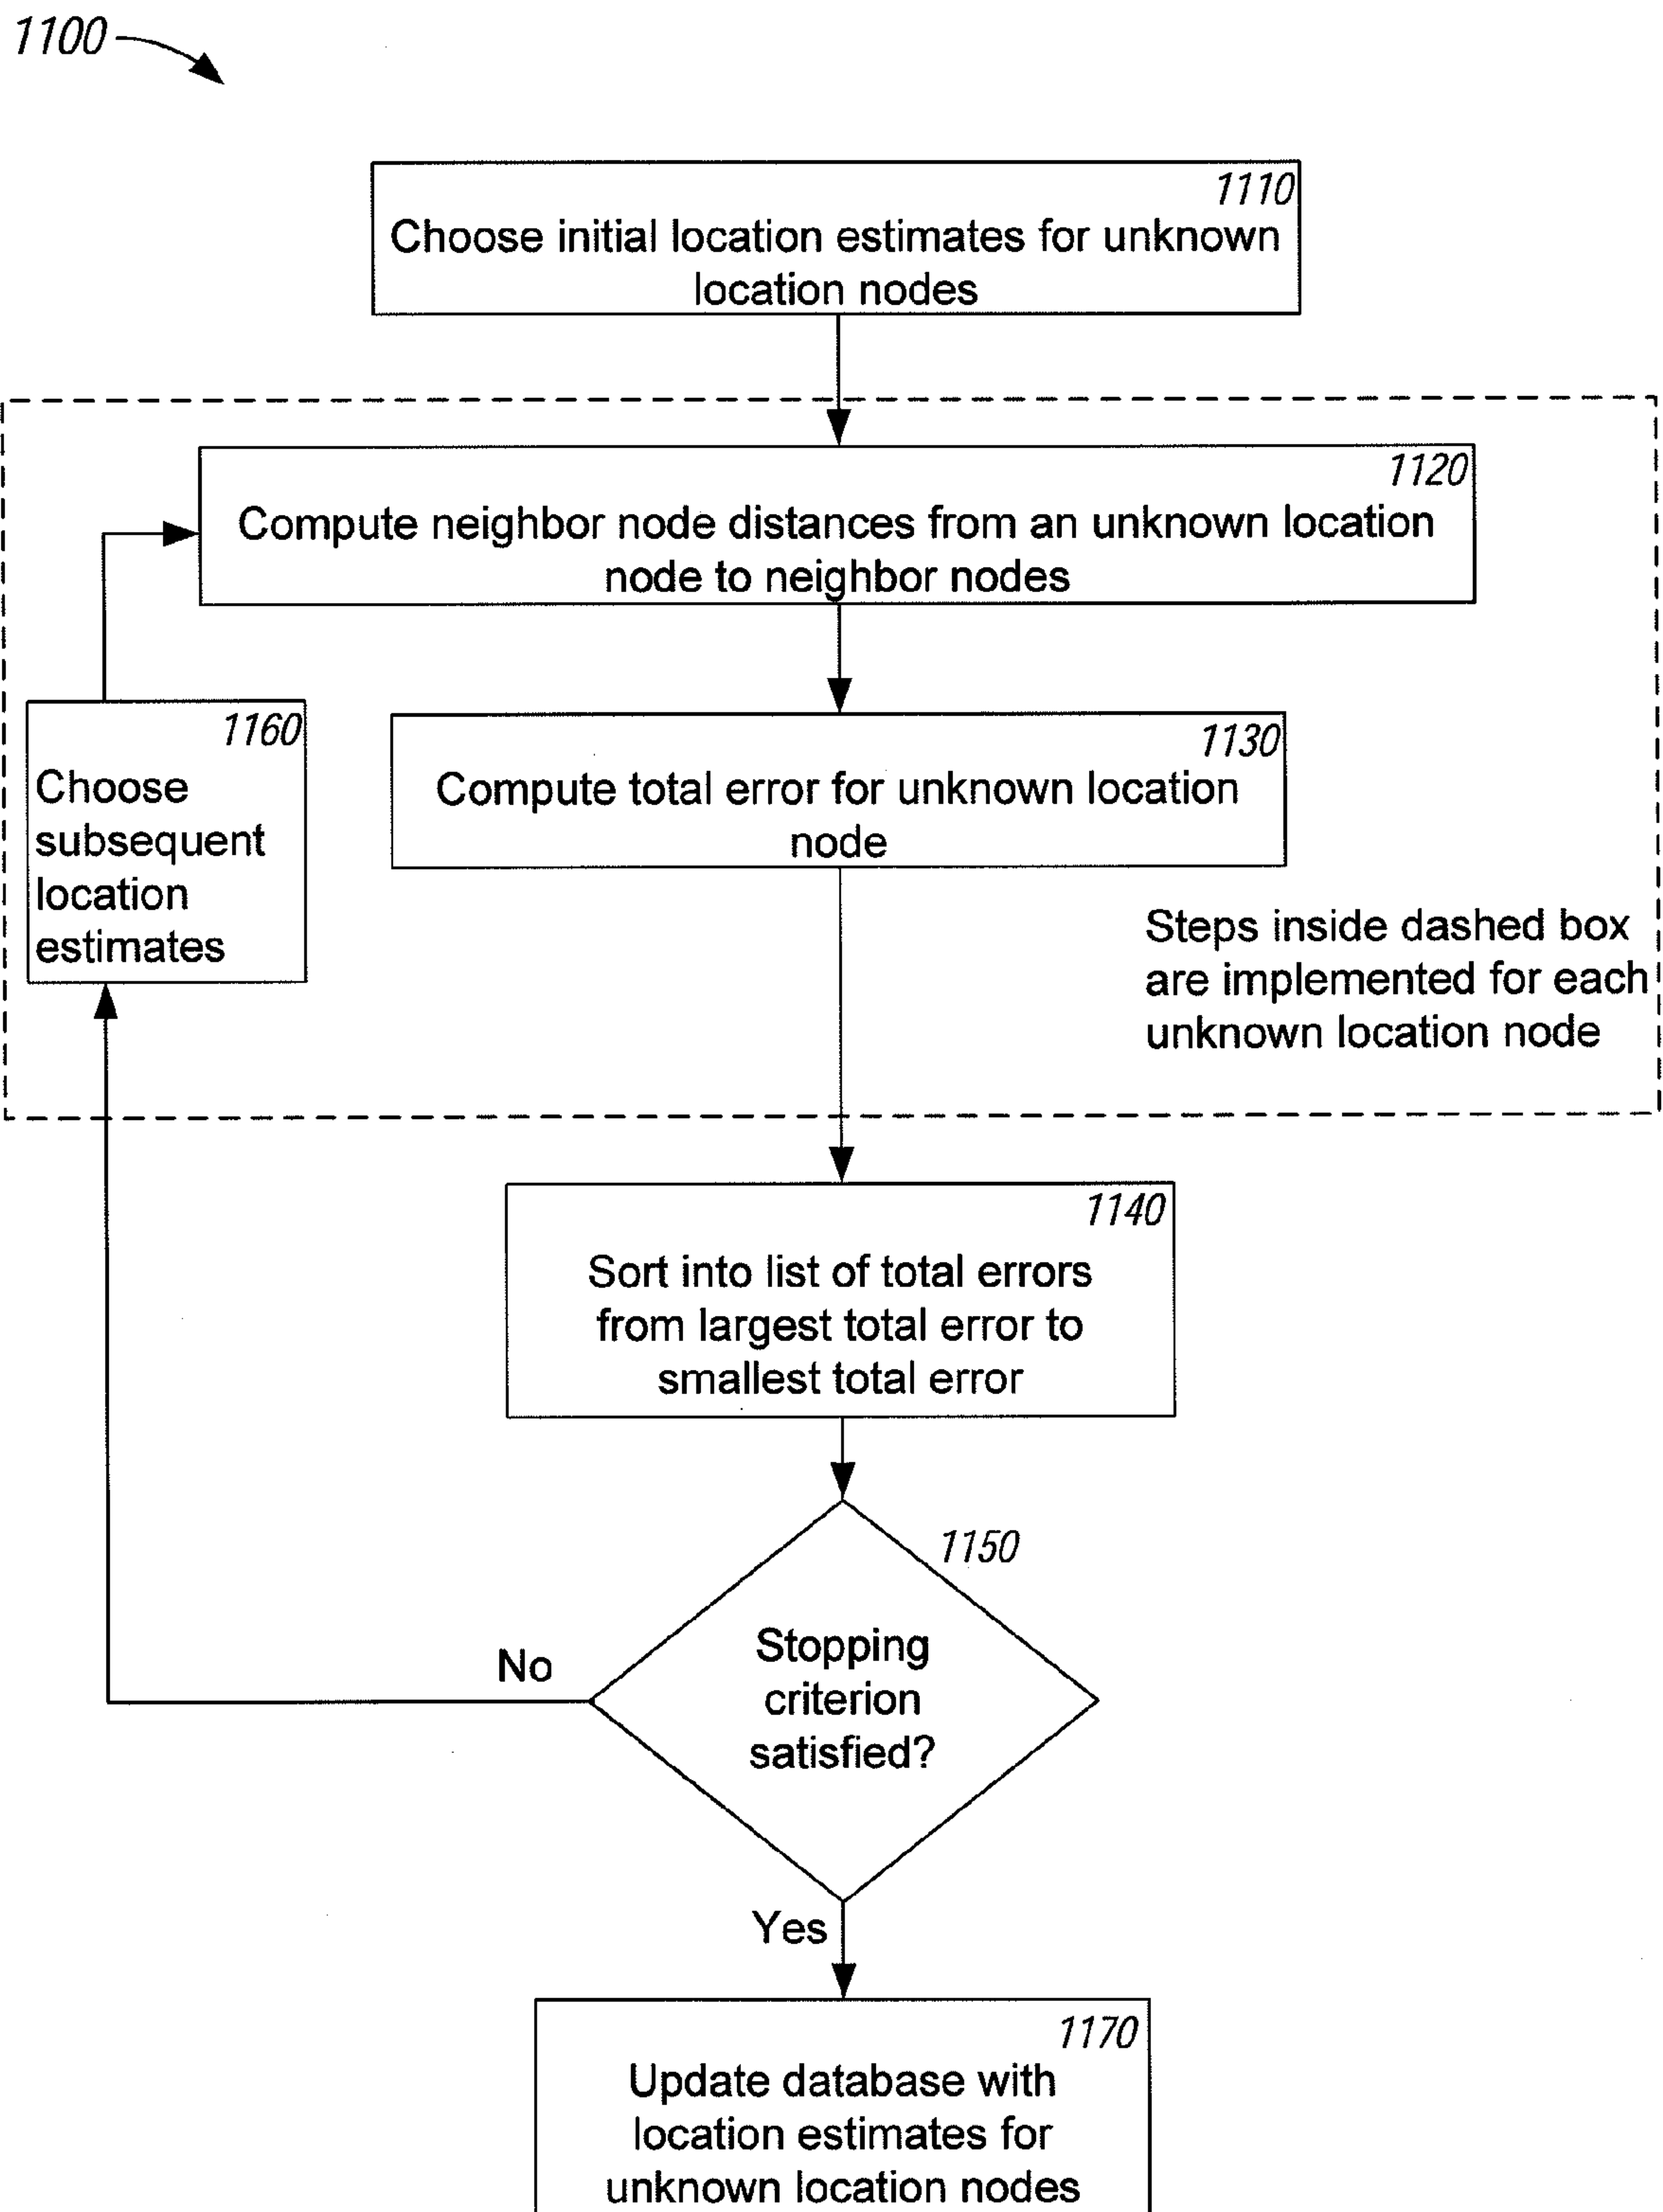 1100
1110
Choose initial location estimates for unknown
location nodes
1120
Compute neighbor node distances from an unknown location
node to neighbor nodes
1160
Choose
subsequent
location
estimates
1130
Compute total error for unknown location
node
Steps inside dashed box
are implemented for each
unknown location node
1140
Sort into list of total errors
from largest total error to
smallest total error
1150
Stopping
criterion
satisfied?
No
Yes
1170
Update database with
location estimates for
unknown location nodes